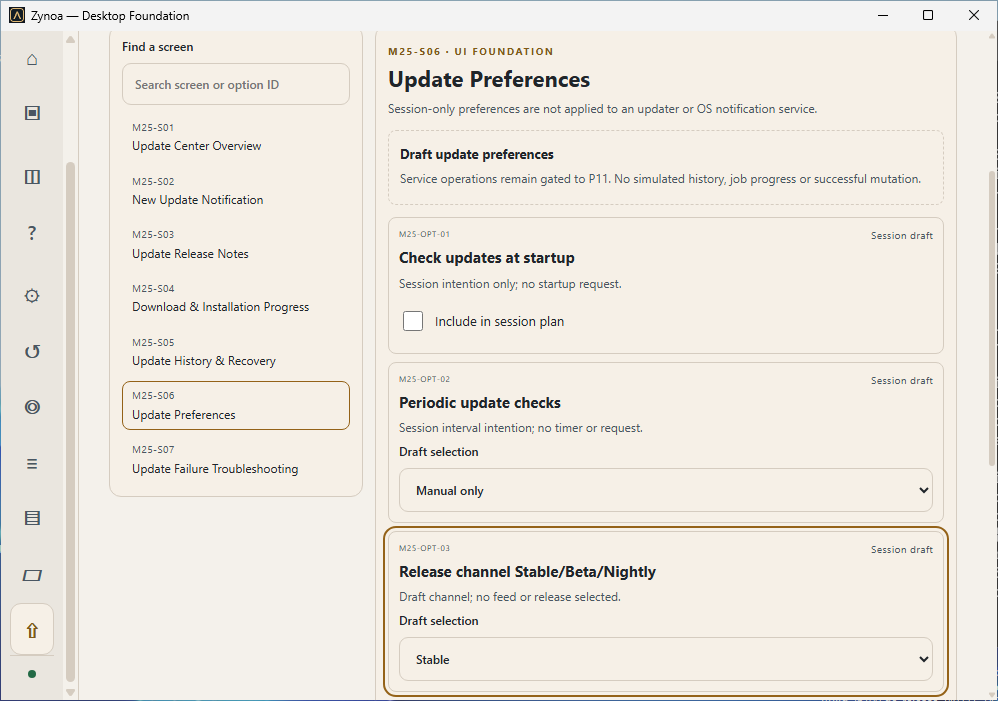 Zynoa — Desktop Foundation
Find a screen
Search screen or option ID
M25-S01
Update Center Overview
M25-S02
New Update Notification
M25-S03
Update Release Notes
M25-S04
Download & Installation Progress
M25-S05
Update History & Recovery
M25-S06
Update Preferences
M25-S07
Update Failure Troubleshooting
M25-S06 · UI FOUNDATION
Update Preferences
Session-only preferences are not applied to an updater or OS notification service.
Draft update preferences
Service operations remain gated to P11. No simulated history, job progress or successful mutation.
M25-OPT-01
Session draft
Check updates at startup
Session intention only; no startup request.
Include in session plan
M25-OPT-02
Session draft
Periodic update checks
Session interval intention; no timer or request.
Draft selection
Manual only
M25-OPT-03
Session draft
Release channel Stable/Beta/Nightly
Draft channel; no feed or release selected.
Draft selection
Stable